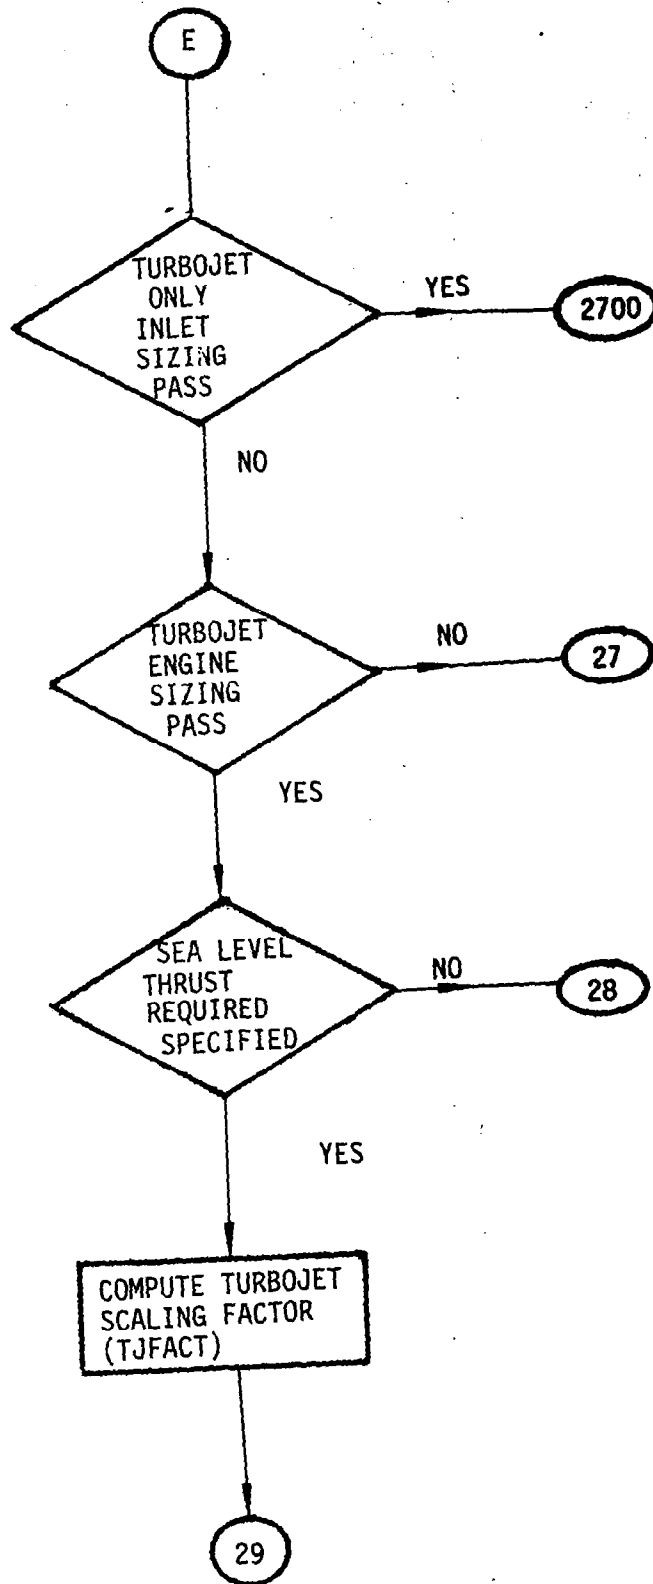 E
TURBOJET
ONLY
INLET
SIZING
PASS
YES
2700
NO
TURBOJET
ENGINE
SIZING
PASS
NO
27
YES
SEA LEVEL
THRUST
REQUIRED
SPECIFIED
NO
28
YES
COMPUTE TURBOJET
SCALING FACTOR
(TJFACT)
29